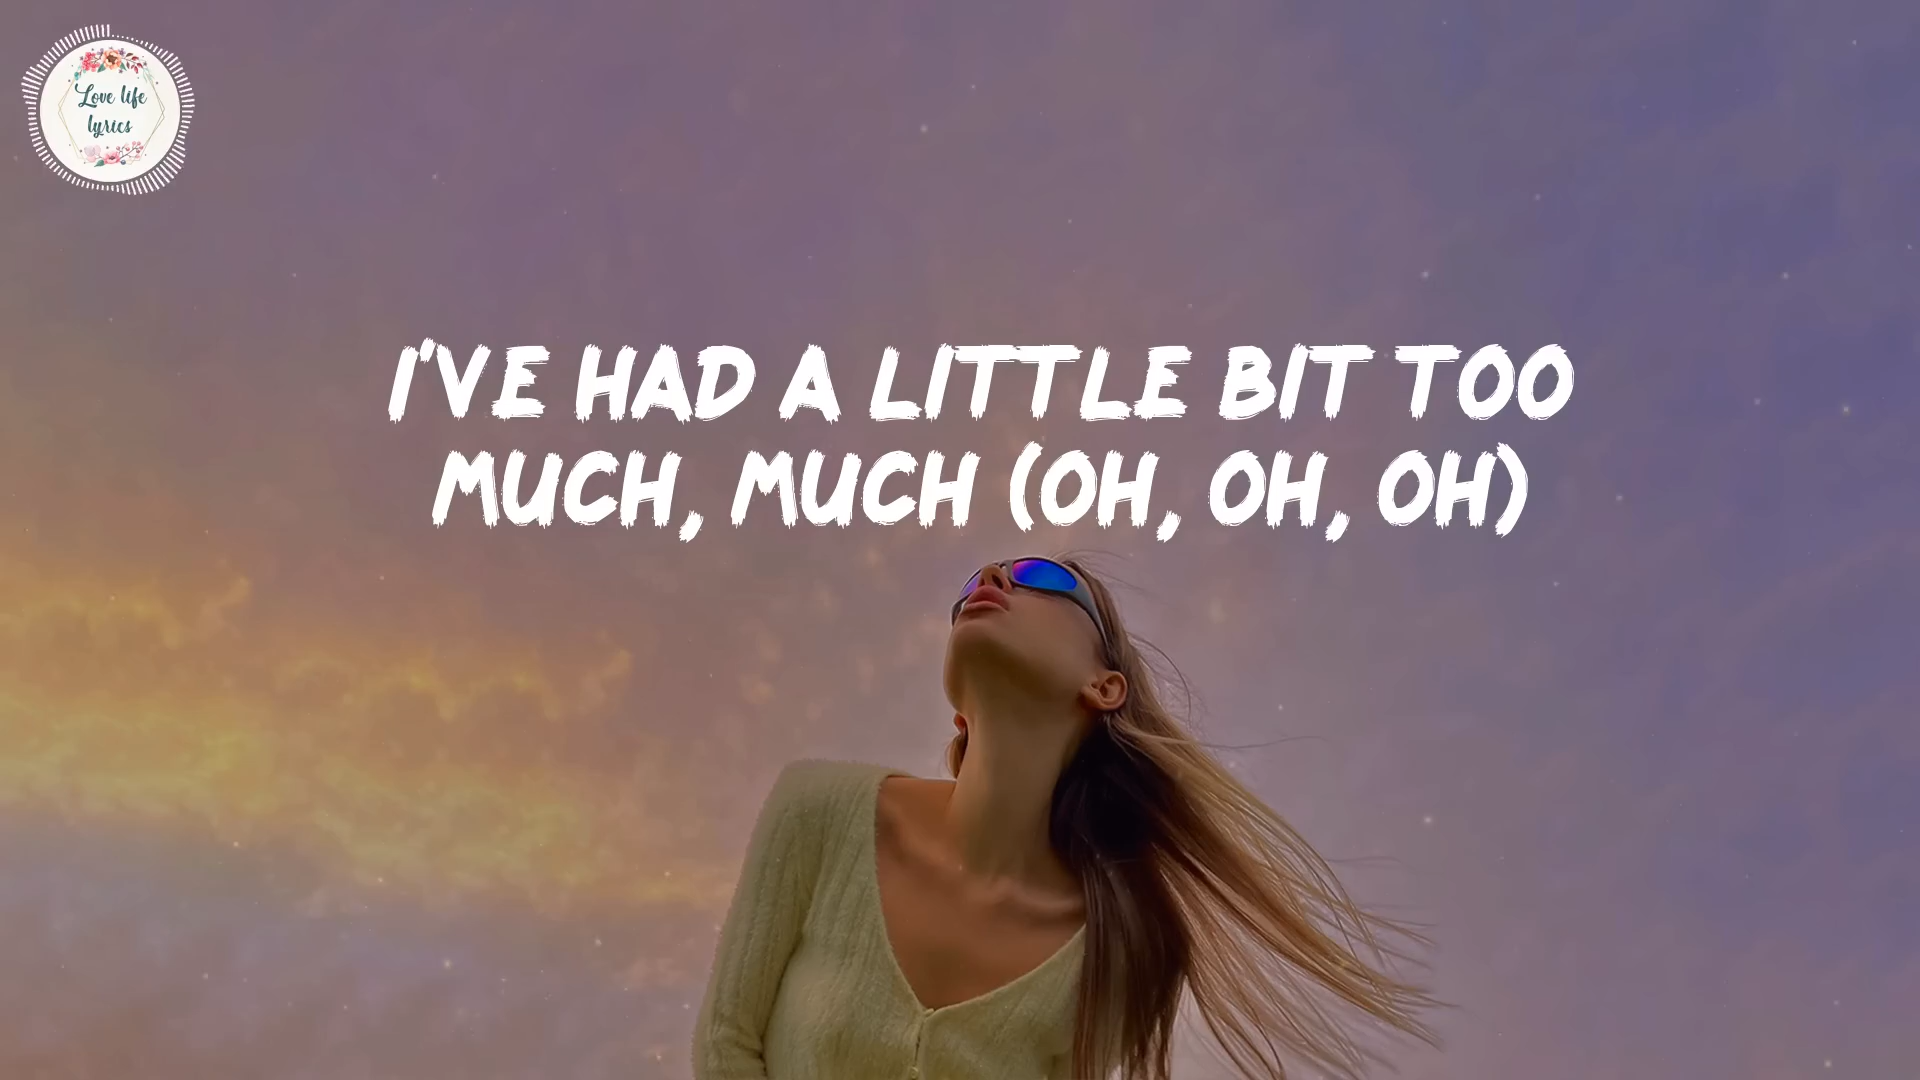 Love life
lyrics
I'VE HAD A LITTLE BIT TOO
MUCH, MUCH (OH, OH, OH)